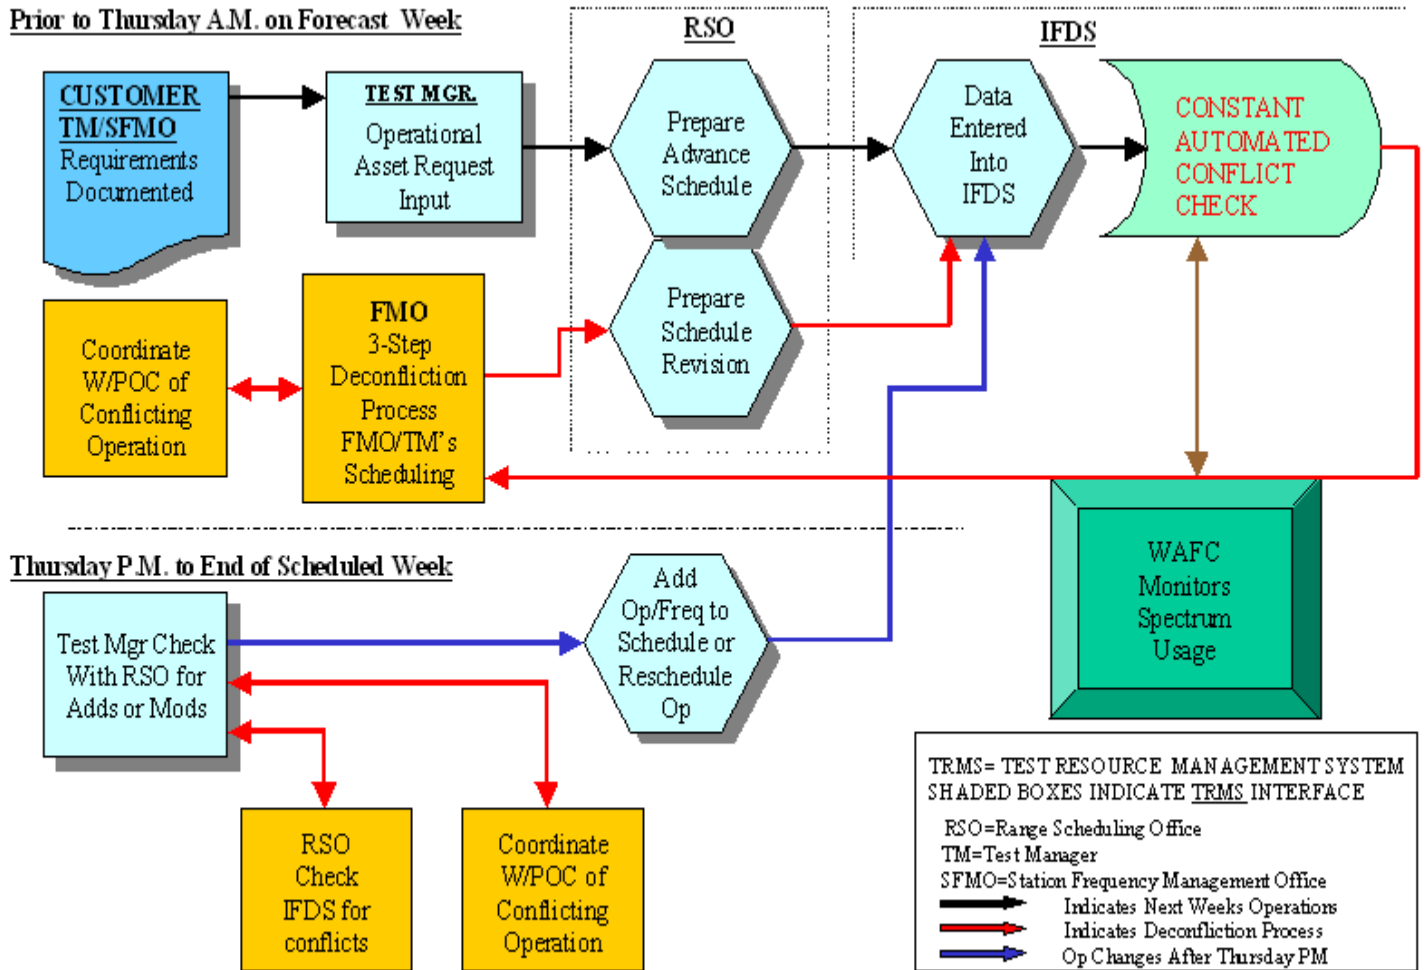 Prior to Thursday A.M. on Forecast Week
RSO
IFDS
CUSTOMER
TM/SFMO
Requirements
Documented
TEST MGR.
Operational
Asset Request
Input
Prepare
Advance
Schedule
Data
Entered
Into
IFDS
CONSTANT
AUTOMATED
CONFLICT
CHECK
Coordinate
W/POC of
Conflicting
Operation
FMO
3-Step
Deconfliction
Process
FMO/TM's
Scheduling
Prepare
Schedule
Revision
WAFC
Monitors
Spectrum
Usage
Thursday P.M. to End of Scheduled Week
Test Mgr Check
With RSO for
Adds or Mods
Add
Op/Freq to
Schedule or
Reschedule
Op
RSO
Check
IFDS for
conflicts
Coordinate
W/POC of
Conflicting
Operation
TRMS= TEST RESOURCE MANAGEMENT SYSTEM
SHADED BOXES INDICATE TRMS INTERFACE
RSO=Range Scheduling Office
TM=Test Manager
SFMO=Station Frequency Management Office
Indicates Next Weeks Operations
Indicates Deconfliction Process
Op Changes After Thursday PM